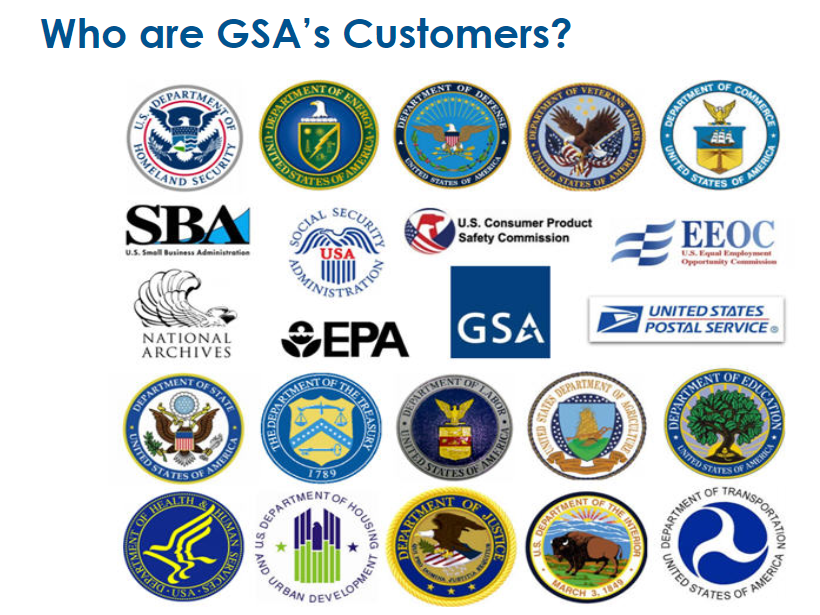 Who are GSA's Customers?
U.S. DEPARTMENT OF HOMELAND SECURITY
DEPARTMENT OF ENERGY
UNITED STATES OF AMERICA
DEPARTMENT OF DEFENSE
UNITED STATES OF AMERICA
DEPARTMENT OF VETERANS AFFAIRS
UNITED STATES OF AMERICA
DEPARTMENT OF COMMERCE
UNITED STATES OF AMERICA
SBA
U.S. Small Business Administration
SOCIAL SECURITY
USA
ADMINISTRATION
U.S. Consumer Product
Safety Commission
EEOC
U.S. Equal Employment
Opportunity Commission
NATIONAL
ARCHIVES
EPA
GSA
UNITED STATES
POSTAL SERVICE ®
DEPARTMENT OF STATE
UNITED STATES OF AMERICA
THE DEPARTMENT OF THE TREASURY
1789
DEPARTMENT OF LABOR
UNITED STATES OF AMERICA
UNITED STATES DEPARTMENT OF AGRICULTURE
DEPARTMENT OF EDUCATION
UNITED STATES OF AMERICA
DEPARTMENT OF HEALTH & HUMAN SERVICES
· USA ·
U.S. DEPARTMENT OF HOUSING
AND URBAN DEVELOPMENT
DEPARTMENT OF JUSTICE
U.S. DEPARTMENT OF THE INTERIOR
MARCH 3, 1849
DEPARTMENT OF TRANSPORTATION
UNITED STATES OF AMERICA